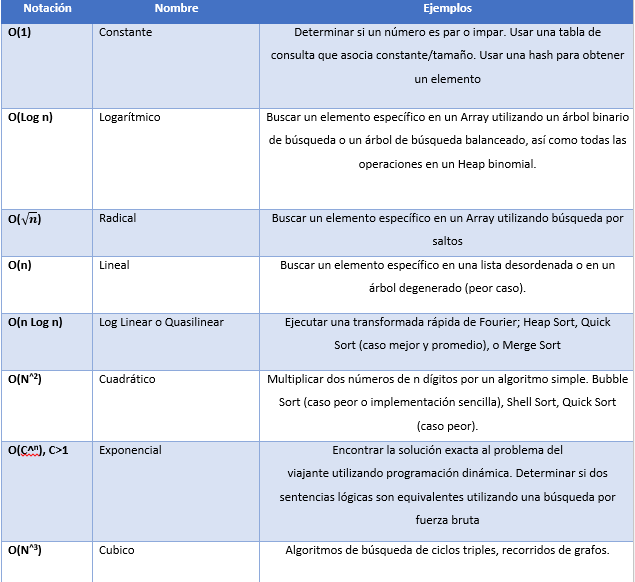 Notación Nombre Ejemplos
O(1) Constante Determinar si un número es par o impar. Usar una tabla de
consulta que asocia constante/tamaño. Usar una hash para obtener
un elemento
O(Log n) Logarítmico Buscar un elemento específico en un Array utilizando un árbol binario
de búsqueda o un árbol de búsqueda balanceado, así como todas las
operaciones en un Heap binomial.
O(√n) Radical Buscar un elemento específico en un Array utilizando búsqueda por
saltos
O(n) Lineal Buscar un elemento específico en una lista desordenada o en un
árbol degenerado (peor caso).
O(n Log n) Log Linear o Quasilinear Ejecutar una transformada rápida de Fourier; Heap Sort, Quick
Sort (caso mejor y promedio), o Merge Sort
O(N^2) Cuadrático Multiplicar dos números de n dígitos por un algoritmo simple. Bubble
Sort (caso peor o implementación sencilla), Shell Sort, Quick Sort
(caso peor).
O(C^n), C>1 Exponencial Encontrar la solución exacta al problema del
viajante utilizando programación dinámica. Determinar si dos
sentencias lógicas son equivalentes utilizando una búsqueda por
fuerza bruta
O(N^3) Cubico Algoritmos de búsqueda de ciclos triples, recorridos de grafos.